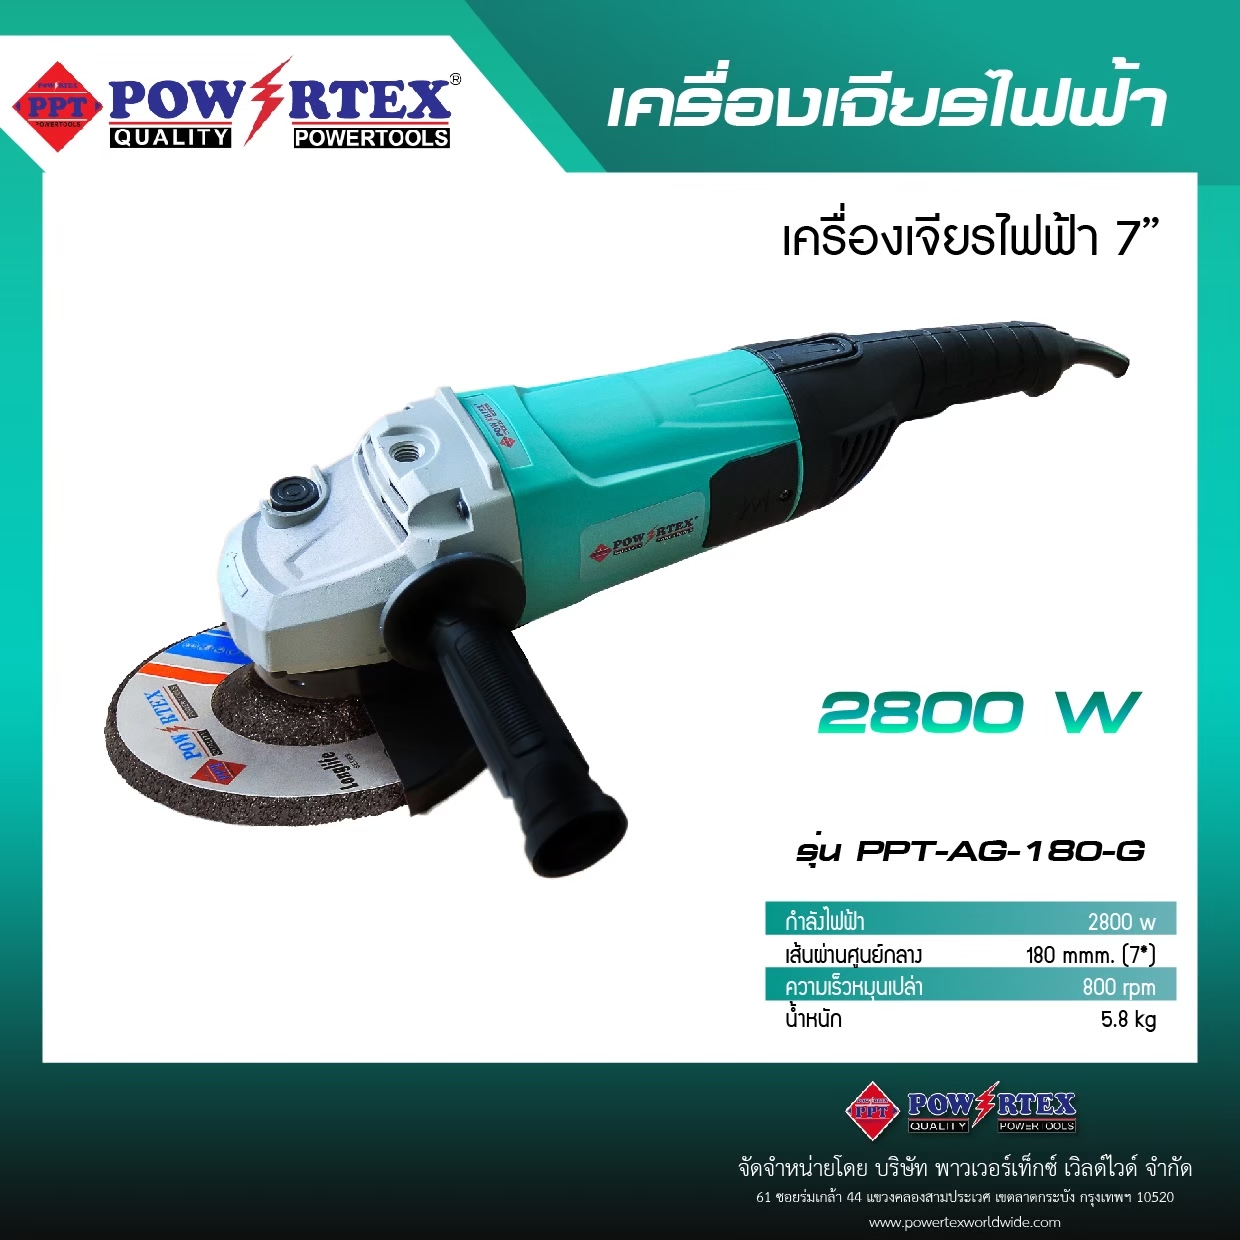 PPT
POWERTEX
POWERTOOLS
POWERTEX®
QUALITY POWERTOOLS
เครื่องเจียรไฟฟ้า
เครื่องเจียรไฟฟ้า 7”
POWERTEX
QUALITY
POWERTEX
QUALITY
PPT
Longlife
SERIES
2800 W
รุ่น PPT-AG-180-G
กำลังไฟฟ้า 2800 w
เส้นผ่านศูนย์กลาง 180 mmm. (7*)
ความเร็วหมุนเปล่า 800 rpm
น้ำหนัก 5.8 kg
PPT POWERTEX
QUALITY POWERTOOLS
จัดจำหน่ายโดย บริษัท พาวเวอร์เท็กซ์ เวิลด์ไวด์ จำกัด
61 ซอยร่มเกล้า 44 แขวงคลองสามประเวศ เขตลาดกระบัง กรุงเทพฯ 10520
www.powertexworldwide.com